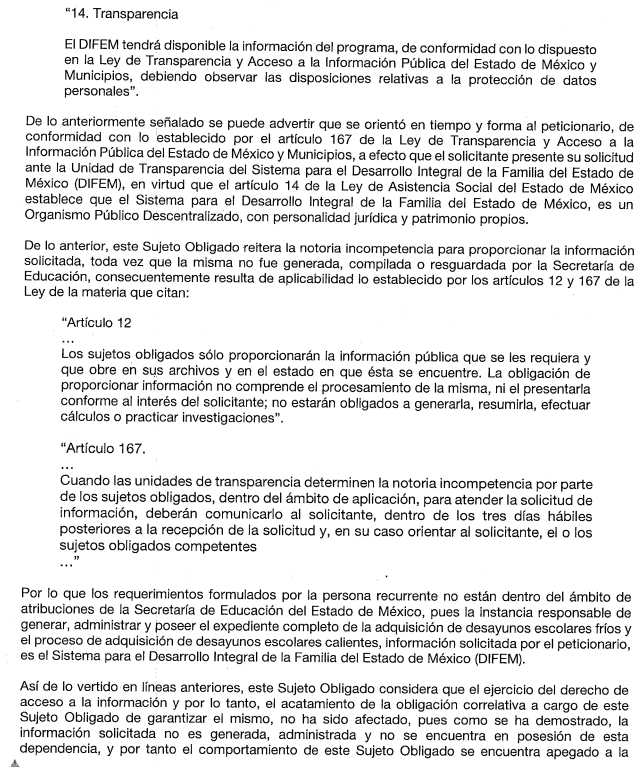 “14. Transparencia
El DIFEM tendrá disponible la información del programa, de conformidad con lo dispuesto
en la Ley de Transparencia y Acceso a la Información Pública del Estado de México y
Municipios, debiendo observar las disposiciones relativas a la protección de datos
personales”.
De lo anteriormente señalado se puede advertir que se orientó en tiempo y forma al peticionario, de
conformidad con lo establecido por el artículo 167 de la Ley de Transparencia y Acceso a la
Información Pública del Estado de México y Municipios, a efecto que el solicitante presente su solicitud
ante la Unidad de Transparencia del Sistema para el Desarrollo Integral de la Familia del Estado de
México (DIFEM), en virtud que el artículo 14 de la Ley de Asistencia Social del Estado de México
establece que el Sistema para el Desarrollo Integral de la Familia del Estado de México, es un
Organismo Público Descentralizado, con personalidad jurídica y patrimonio propios.
De lo anterior, este Sujeto Obligado reitera la notoria incompetencia para proporcionar la información
solicitada, toda vez que la misma no fue generada, compilada o resguardada por la Secretaría de
Educación, consecuentemente resulta de aplicabilidad lo establecido por los artículos 12 y 167 de la
Ley de la materia que citan:
“Artículo 12
...
Los sujetos obligados sólo proporcionarán la información pública que se les requiera y
que obre en sus archivos y en el estado en que ésta se encuentre. La obligación de
proporcionar información no comprende el procesamiento de la misma, ni el presentarla
conforme al interés del solicitante; no estarán obligados a generarla, resumirla, efectuar
cálculos o practicar investigaciones”.
“Artículo 167.
...
Cuando las unidades de transparencia determinen la notoria incompetencia por parte
de los sujetos obligados, dentro del ámbito de aplicación, para atender la solicitud de
información, deberán comunicarlo al solicitante, dentro de los tres días hábiles
posteriores a la recepción de la solicitud y, en su caso orientar al solicitante, el o los
sujetos obligados competentes
...”
Por lo que los requerimientos formulados por la persona recurrente no están dentro del ámbito de
atribuciones de la Secretaría de Educación del Estado de México, pues la instancia responsable de
generar, administrar y poseer el expediente completo de la adquisición de desayunos escolares fríos y
el proceso de adquisición de desayunos escolares calientes, información solicitada por el peticionario,
es el Sistema para el Desarrollo Integral de la Familia del Estado de México (DIFEM).
Así de lo vertido en líneas anteriores, este Sujeto Obligado considera que el ejercicio del derecho de
acceso a la información y por lo tanto, el acatamiento de la obligación correlativa a cargo de este
Sujeto Obligado de garantizar el mismo, no ha sido afectado, pues como se ha demostrado, la
información solicitada no es generada, administrada y no se encuentra en posesión de esta
dependencia, y por tanto el comportamiento de este Sujeto Obligado se encuentra apegado a la